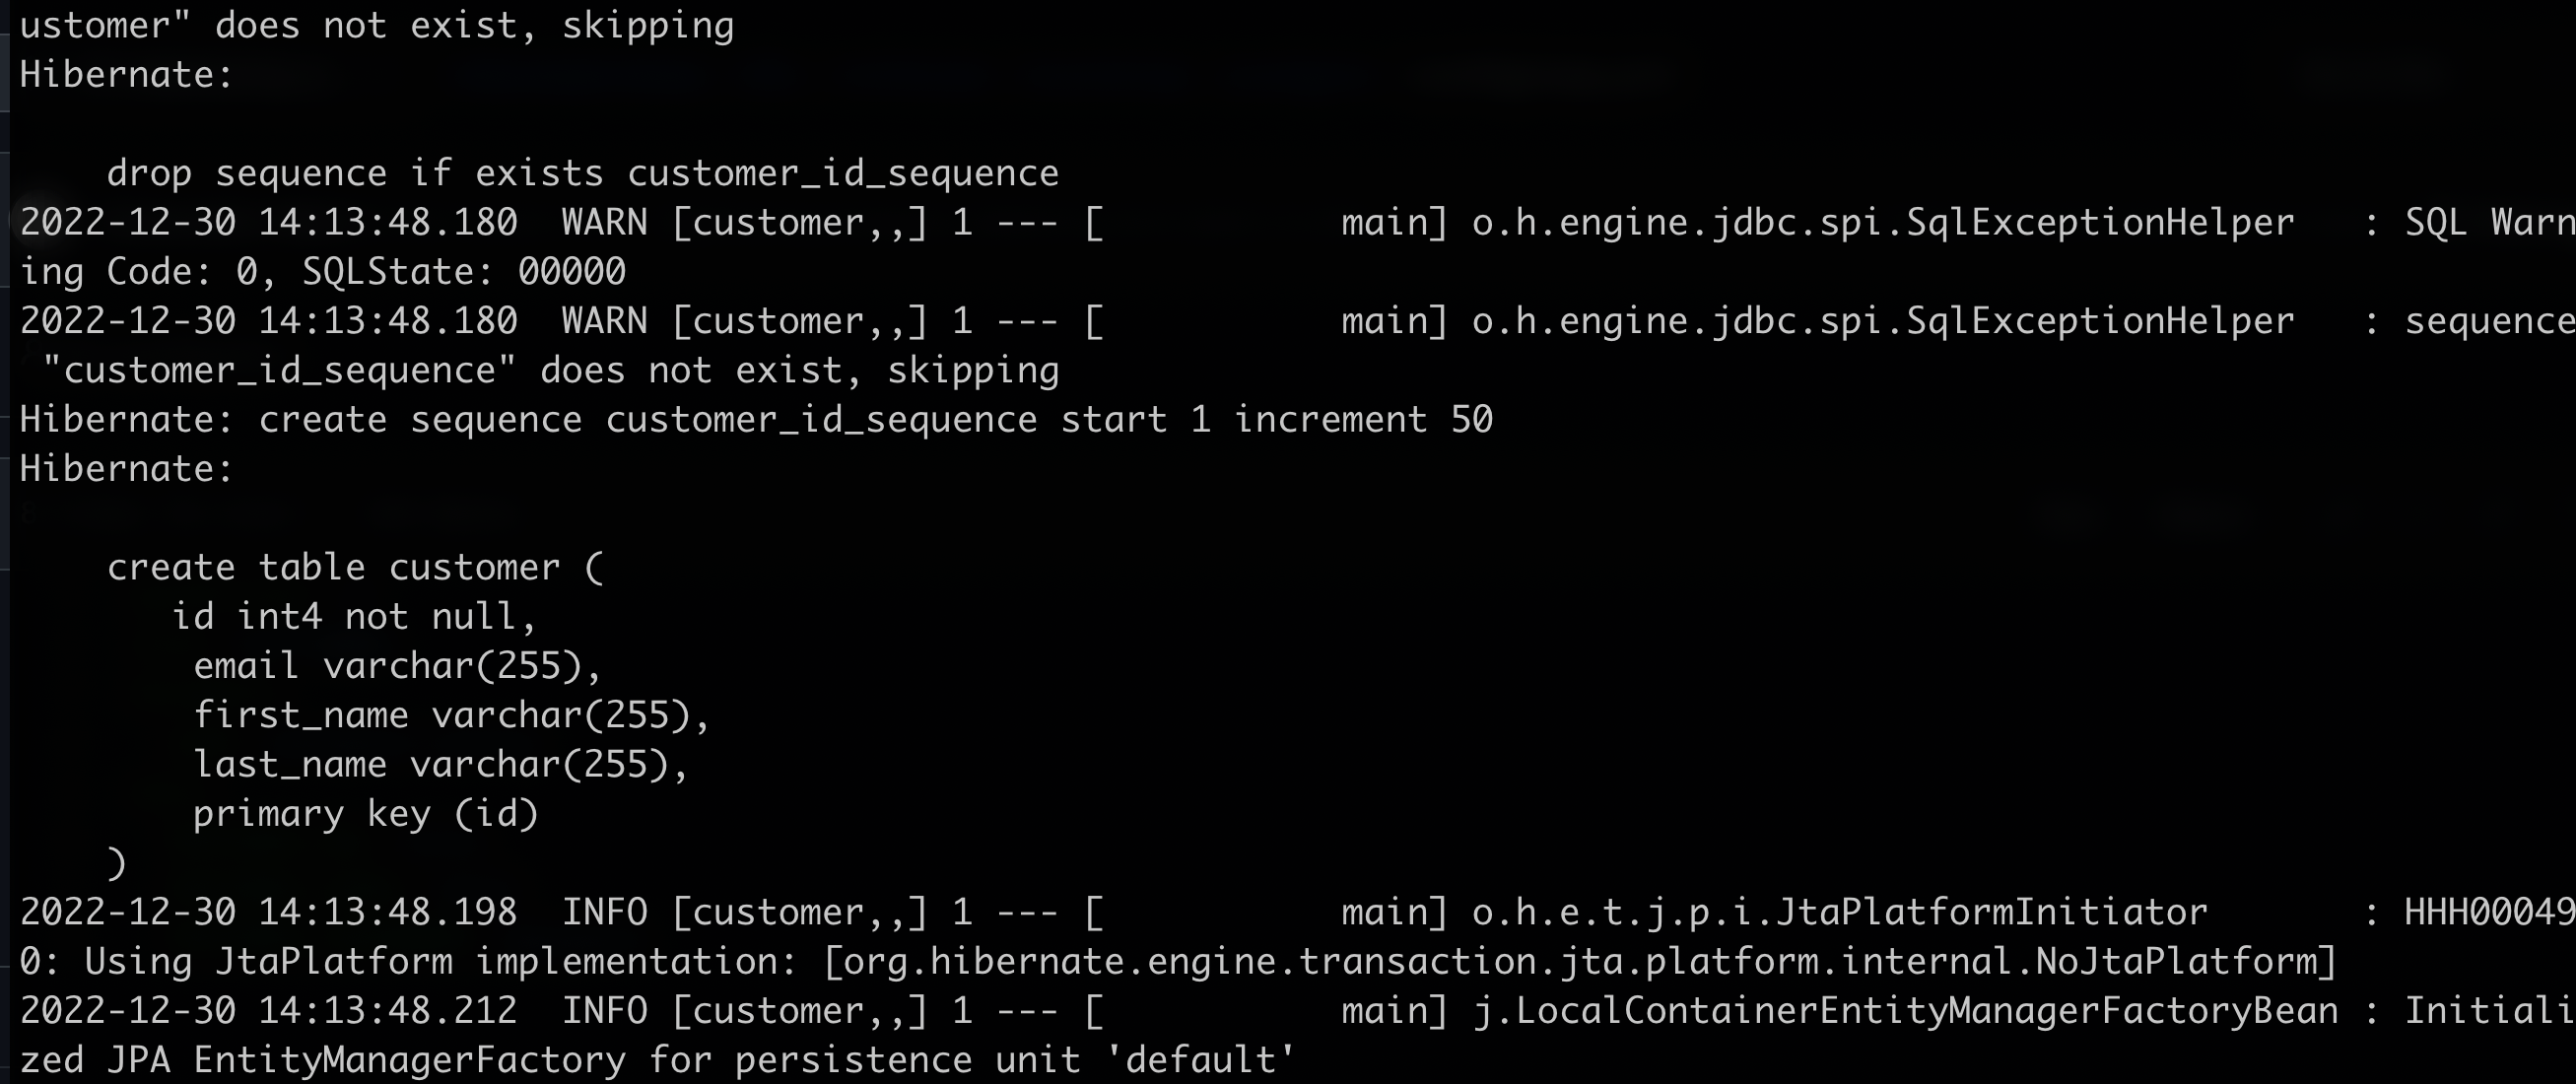 ustomer" does not exist, skipping
Hibernate:
    drop sequence if exists customer_id_sequence
2022-12-30 14:13:48.180  WARN [customer,,] 1 --- [           main] o.h.engine.jdbc.spi.SqlExceptionHelper   : SQL Warn
ing Code: 0, SQLState: 00000
2022-12-30 14:13:48.180  WARN [customer,,] 1 --- [           main] o.h.engine.jdbc.spi.SqlExceptionHelper   : sequence
 "customer_id_sequence" does not exist, skipping
Hibernate: create sequence customer_id_sequence start 1 increment 50
Hibernate:
    create table customer (
       id int4 not null,
        email varchar(255),
        first_name varchar(255),
        last_name varchar(255),
        primary key (id)
    )
2022-12-30 14:13:48.198  INFO [customer,,] 1 --- [           main] o.h.e.t.j.p.i.JtaPlatformInitiator       : HHH00049
0: Using JtaPlatform implementation: [org.hibernate.engine.transaction.jta.platform.internal.NoJtaPlatform]
2022-12-30 14:13:48.212  INFO [customer,,] 1 --- [           main] j.LocalContainerEntityManagerFactoryBean : Initiali
zed JPA EntityManagerFactory for persistence unit 'default'